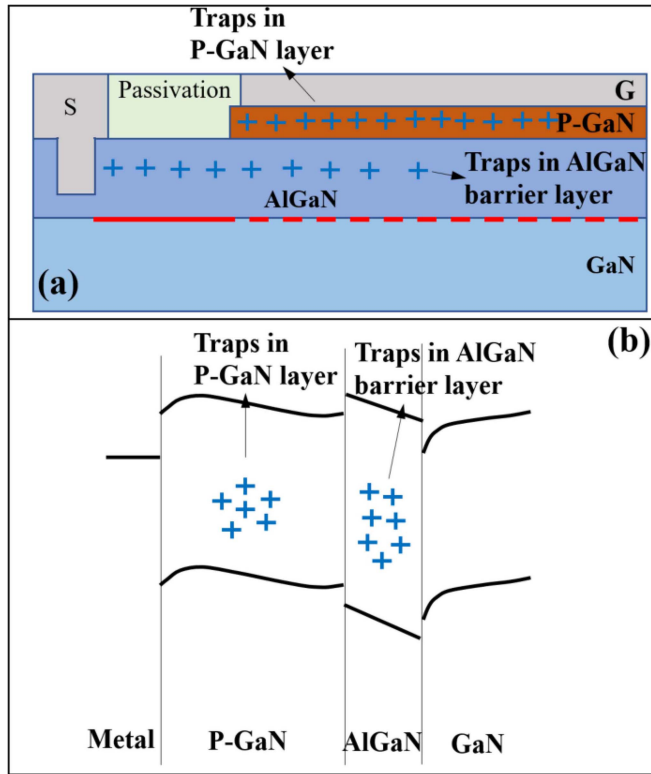 Traps in
P-GaN layer
S
Passivation
G
P-GaN
Traps in AlGaN
barrier layer
AlGaN
GaN
(a)
(b)
Traps in
P-GaN layer
Traps in AlGaN
barrier layer
Metal
P-GaN
AlGaN
GaN